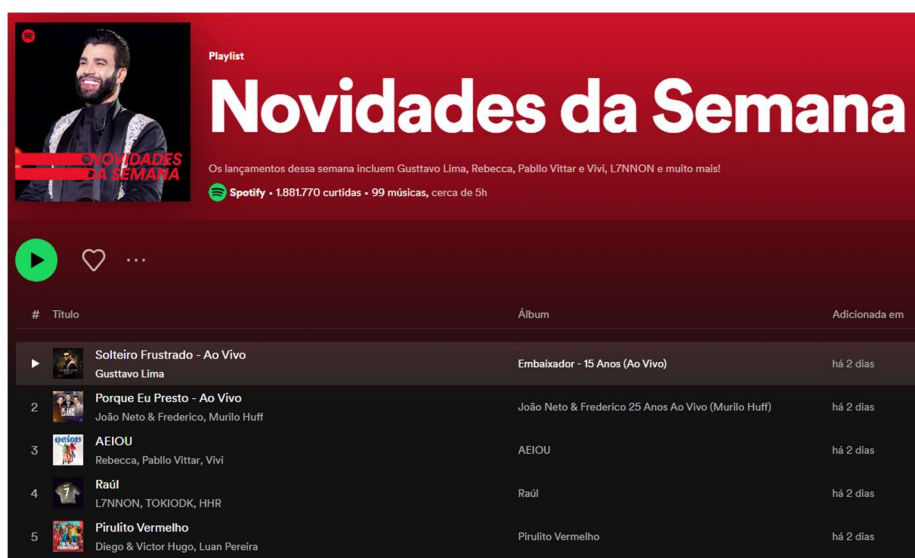 NOVIDADES
DA SEMANA
Playlist
Novidades da Semana
Os lançamentos dessa semana incluem Gusttavo Lima, Rebecca, Pabllo Vittar e Vivi, L7NNON e muito mais!
Spotify • 1.881.770 curtidas • 99 músicas, cerca de 5h
# Título Álbum Adicionada em
Solteiro Frustrado - Ao Vivo
Gusttavo Lima
Embaixador - 15 Anos (Ao Vivo) há 2 dias
2 Porque Eu Presto - Ao Vivo
João Neto & Frederico, Murilo Huff
João Neto & Frederico 25 Anos Ao Vivo (Murilo Huff) há 2 dias
3 AEIOU
Rebecca, Pabllo Vittar, Vivi
AEIOU há 2 dias
4 Raúl
L7NNON, TOKIODK, HHR
Raúl há 2 dias
5 Pirulito Vermelho
Diego & Victor Hugo, Luan Pereira
Pirulito Vermelho há 2 dias